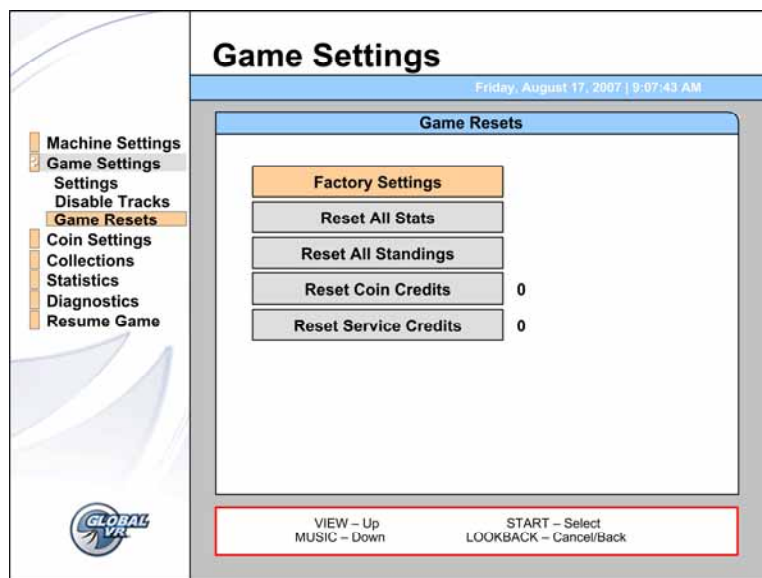 Game Settings
Friday, August 17, 2007 | 9:07:43 AM
Machine Settings
Game Settings
Settings
Disable Tracks
Game Resets
Coin Settings
Collections
Statistics
Diagnostics
Resume Game
Game Resets
Factory Settings
Reset All Stats
Reset All Standings
Reset Coin Credits 0
Reset Service Credits 0
GLOBAL
VR
VIEW – Up START – Select
MUSIC – Down LOOKBACK – Cancel/Back